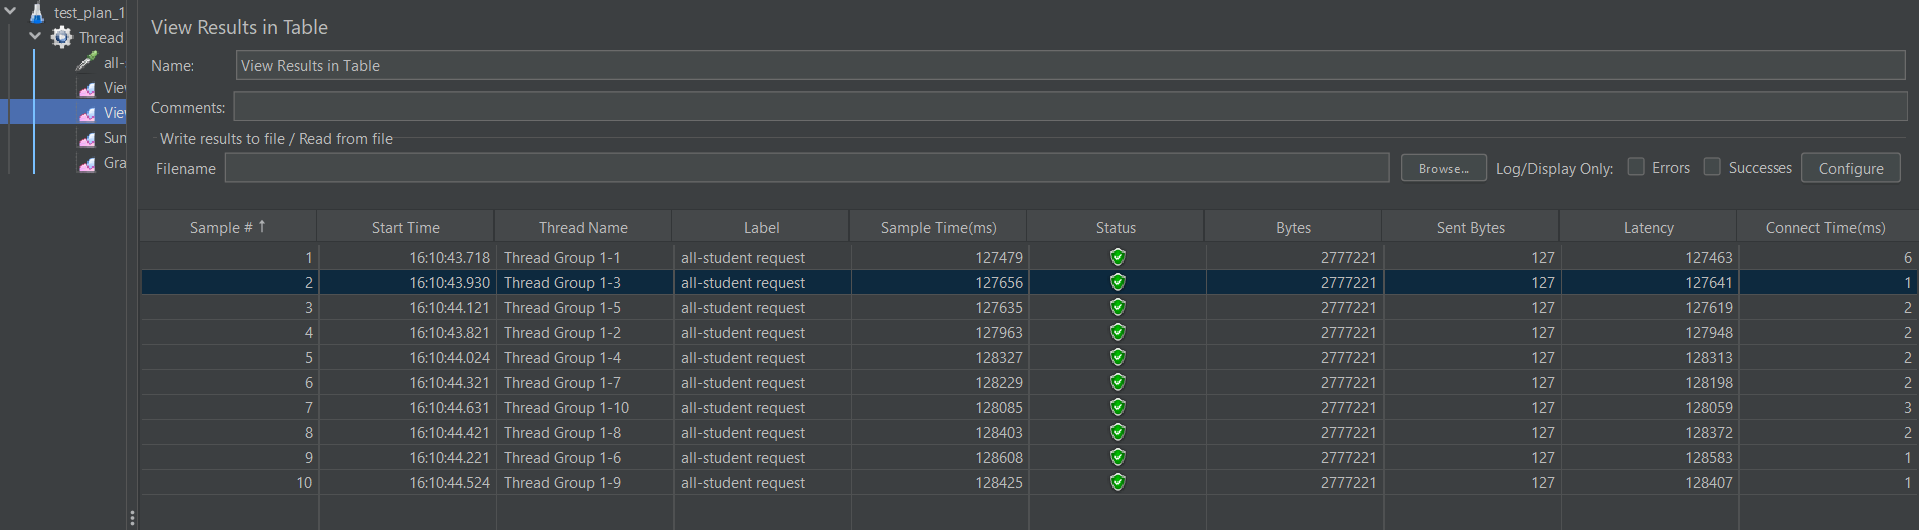 test_plan_1
Thread
all-
View
View
Sum
Gra
View Results in Table
Name: View Results in Table
Comments:
Write results to file / Read from file
Filename Browse... Log/Display Only: Errors Successes Configure
Sample # ↑ Start Time Thread Name Label Sample Time(ms) Status Bytes Sent Bytes Latency Connect Time(ms)
1 16:10:43.718 Thread Group 1-1 all-student request 127479 2777221 127 127463 6
2 16:10:43.930 Thread Group 1-3 all-student request 127656 2777221 127 127641 1
3 16:10:44.121 Thread Group 1-5 all-student request 127635 2777221 127 127619 2
4 16:10:43.821 Thread Group 1-2 all-student request 127963 2777221 127 127948 2
5 16:10:44.024 Thread Group 1-4 all-student request 128327 2777221 127 128313 2
6 16:10:44.321 Thread Group 1-7 all-student request 128229 2777221 127 128198 2
7 16:10:44.631 Thread Group 1-10 all-student request 128085 2777221 127 128059 3
8 16:10:44.421 Thread Group 1-8 all-student request 128403 2777221 127 128372 2
9 16:10:44.221 Thread Group 1-6 all-student request 128608 2777221 127 128583 1
10 16:10:44.524 Thread Group 1-9 all-student request 128425 2777221 127 128407 1